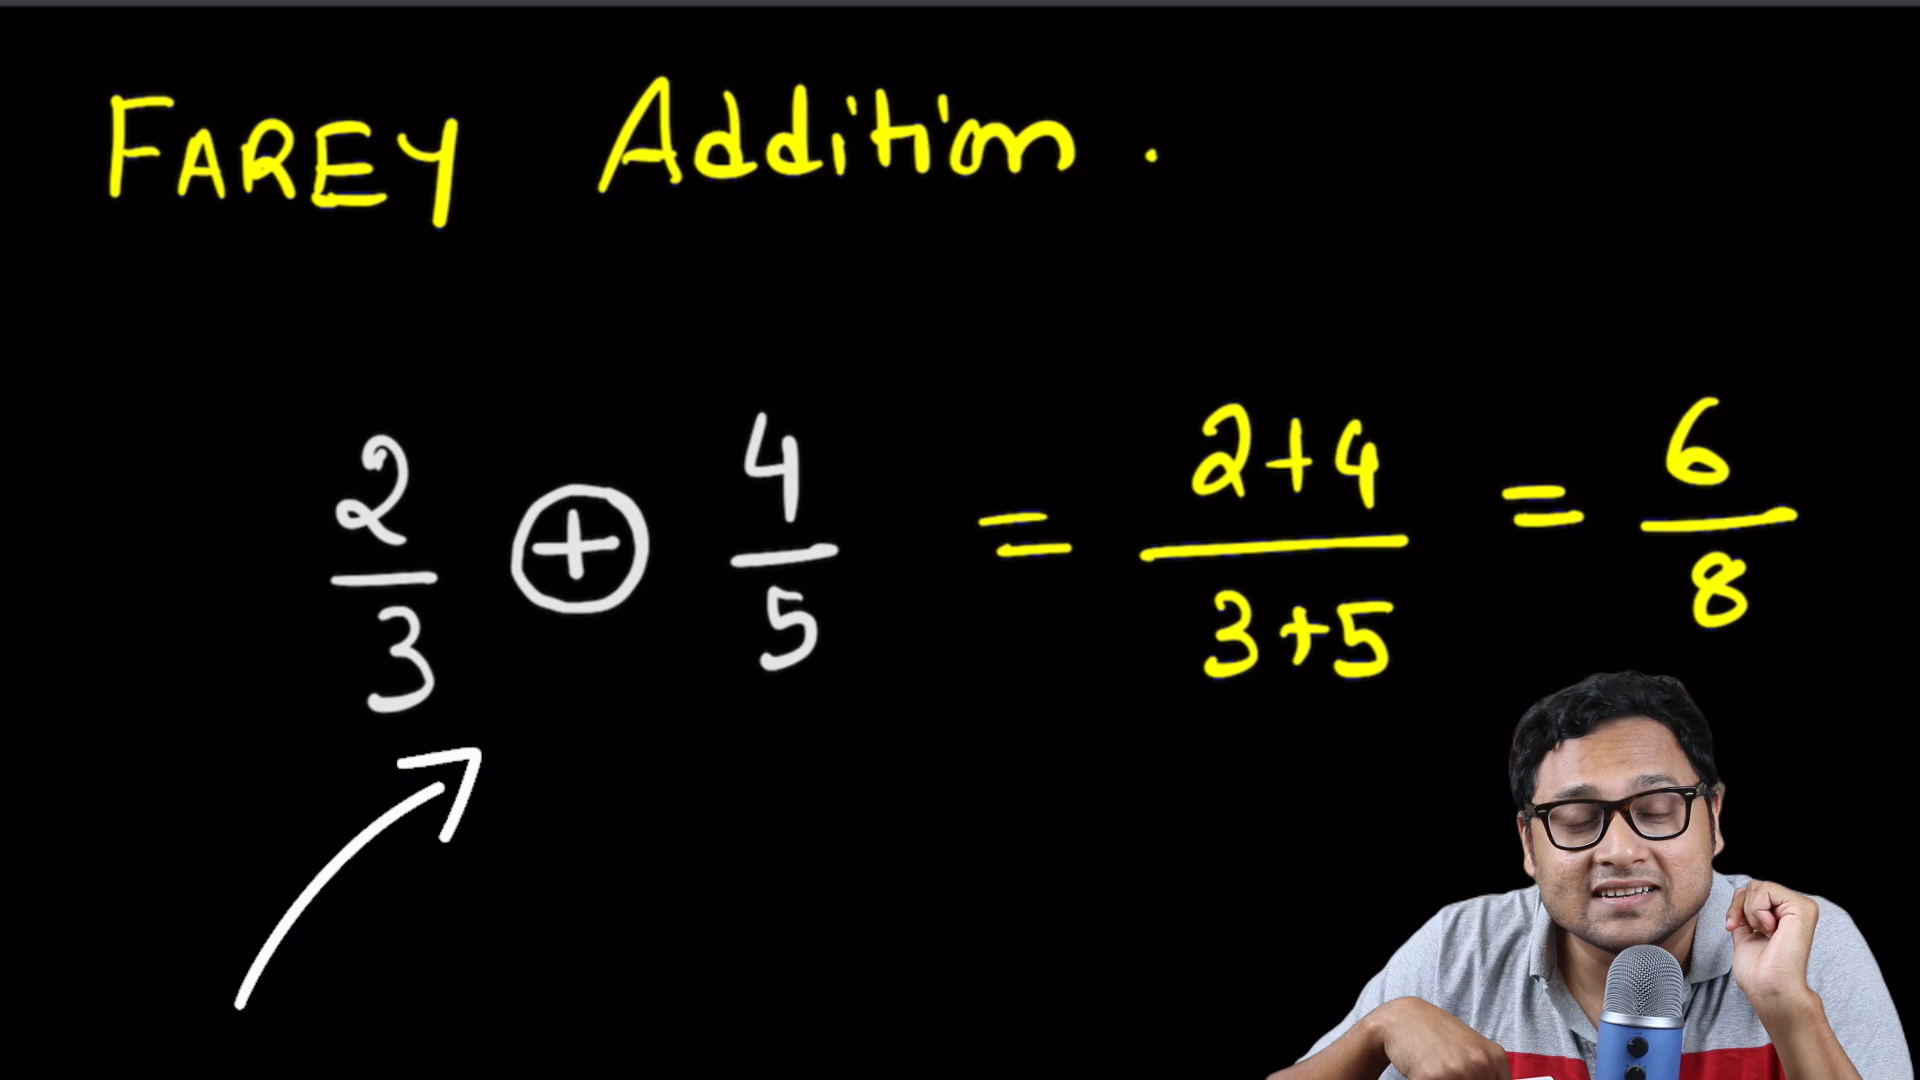 FAREY Addition .
2/3 ⊕ 4/5 = 2+4/3+5 = 6/8